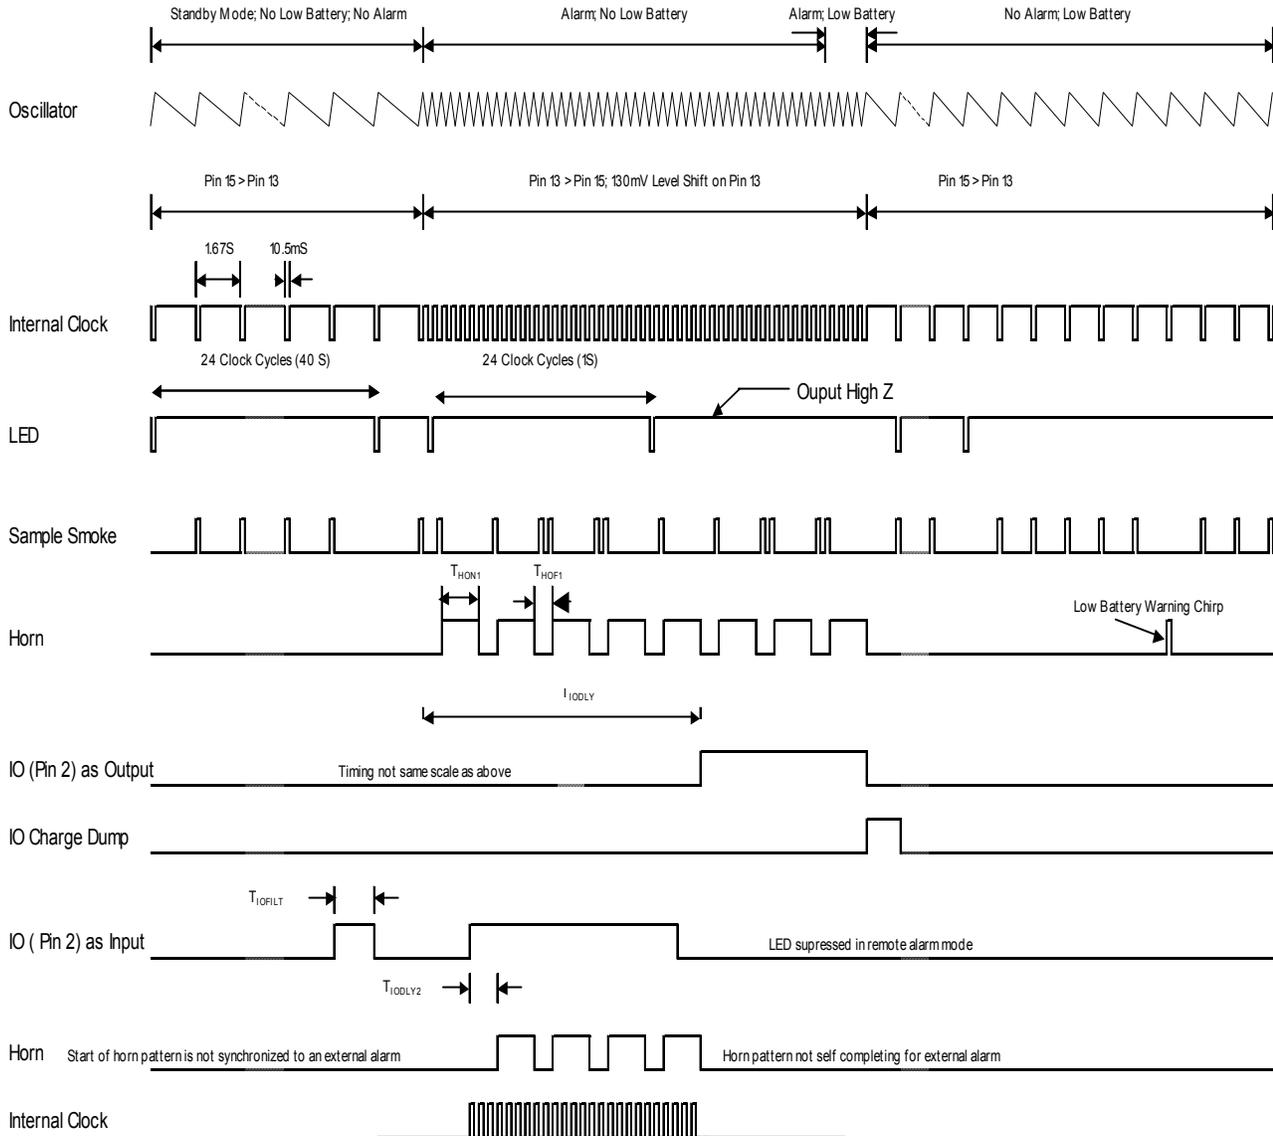 Standby Mode; No Low Battery; No Alarm
Alarm; No Low Battery
Alarm; Low Battery
No Alarm; Low Battery
Oscillator
Pin 15 > Pin 13
Pin 13 > Pin 15; 130mV Level Shift on Pin 13
Pin 15 > Pin 13
1.67S
10.5mS
Internal Clock
24 Clock Cycles (40 S)
24 Clock Cycles (1S)
Ouput High Z
LED
Sample Smoke
THON1
THOF1
Low Battery Warning Chirp
Horn
IIODLY
IO (Pin 2) as Output
Timing not same scale as above
IO Charge Dump
TIOFILT
IO ( Pin 2) as Input
LED supressed in remote alarm mode
TIODLY2
Horn
Start of horn pattern is not synchronized to an external alarm
Horn pattern not self completing for external alarm
Internal Clock